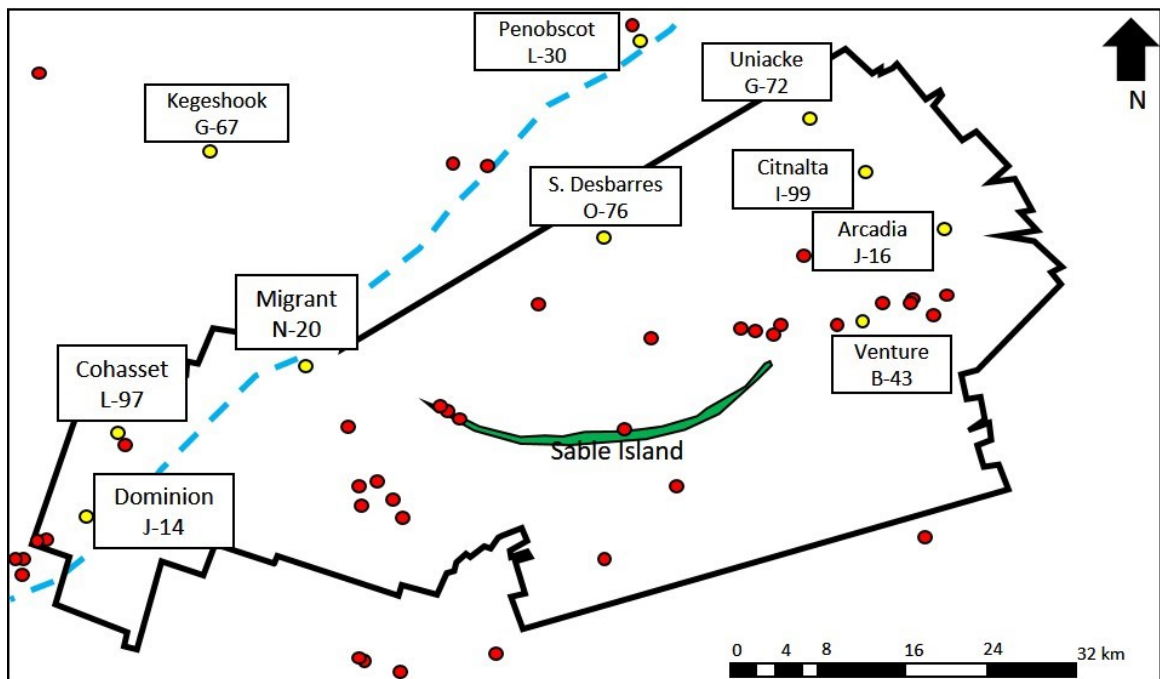 Penobscot
L-30
Uniacke
G-72
N
Kegeshook
G-67
Citnalta
I-99
S. Desbarres
O-76
Arcadia
J-16
Migrant
N-20
Cohasset
L-97
Venture
B-43
Sable Island
Dominion
J-14
0 4 8 16 24 32 km